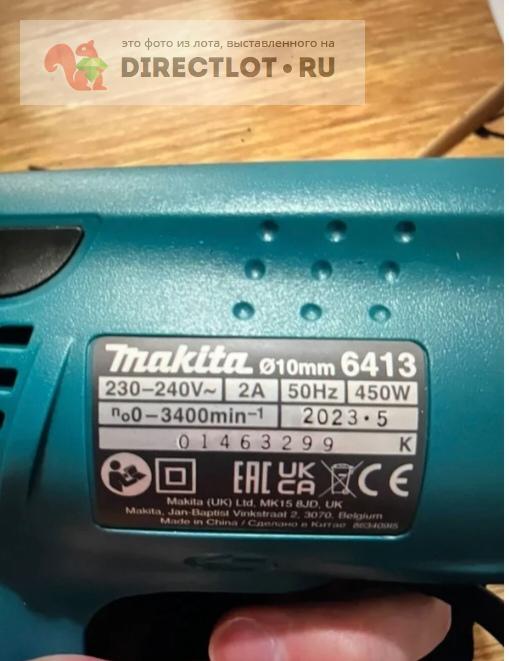 это фото из лота, выставленного на
DIRECTLOT•RU
makita Ø10mm 6413
230-240V~ 2A 50Hz 450W
n₀0-3400min⁻¹ 2023•5
01463299 K
EAC UKCA CE
Makita (UK) Ltd, MK15 8JD, UK
Makita, Jan-Baptist Vinkstraat 2, 3070, Belgium
Made in China / Сделано в Китае